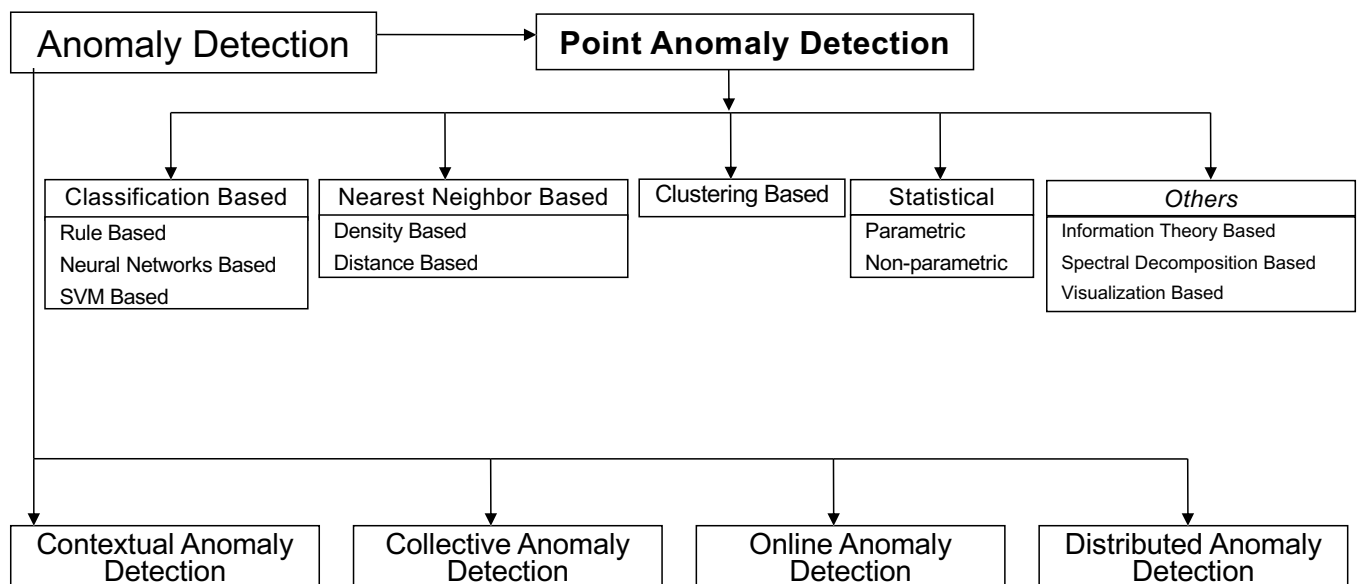 Anomaly Detection
Point Anomaly Detection
Classification Based
Rule Based
Neural Networks Based
SVM Based
Nearest Neighbor Based
Density Based
Distance Based
Clustering Based
Statistical
Parametric
Non-parametric
Others
Information Theory Based
Spectral Decomposition Based
Visualization Based
Contextual Anomaly
Detection
Collective Anomaly
Detection
Online Anomaly
Detection
Distributed Anomaly
Detection